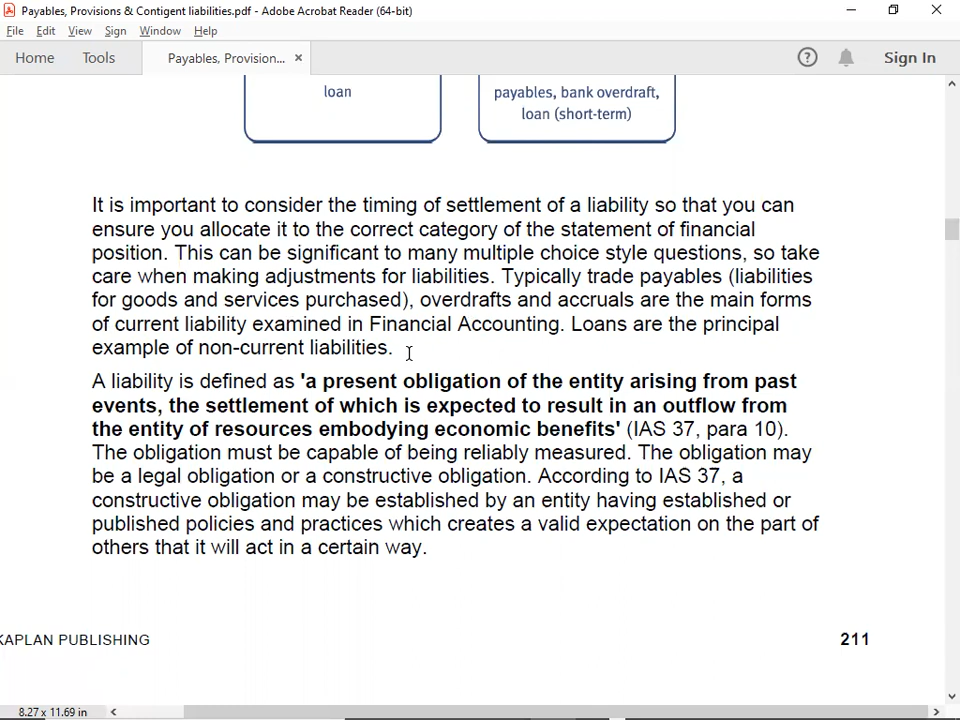 Payables, Provisions & Contigent liabilities.pdf - Adobe Acrobat Reader (64-bit)
File Edit View Sign Window Help
Home Tools Payables, Provision... × Sign In
loan
payables, bank overdraft,
loan (short-term)
It is important to consider the timing of settlement of a liability so that you can
ensure you allocate it to the correct category of the statement of financial
position. This can be significant to many multiple choice style questions, so take
care when making adjustments for liabilities. Typically trade payables (liabilities
for goods and services purchased), overdrafts and accruals are the main forms
of current liability examined in Financial Accounting. Loans are the principal
example of non-current liabilities.
A liability is defined as 'a present obligation of the entity arising from past
events, the settlement of which is expected to result in an outflow from
the entity of resources embodying economic benefits' (IAS 37, para 10).
The obligation must be capable of being reliably measured. The obligation may
be a legal obligation or a constructive obligation. According to IAS 37, a
constructive obligation may be established by an entity having established or
published policies and practices which creates a valid expectation on the part of
others that it will act in a certain way.
KAPLAN PUBLISHING 211
8.27 x 11.69 in